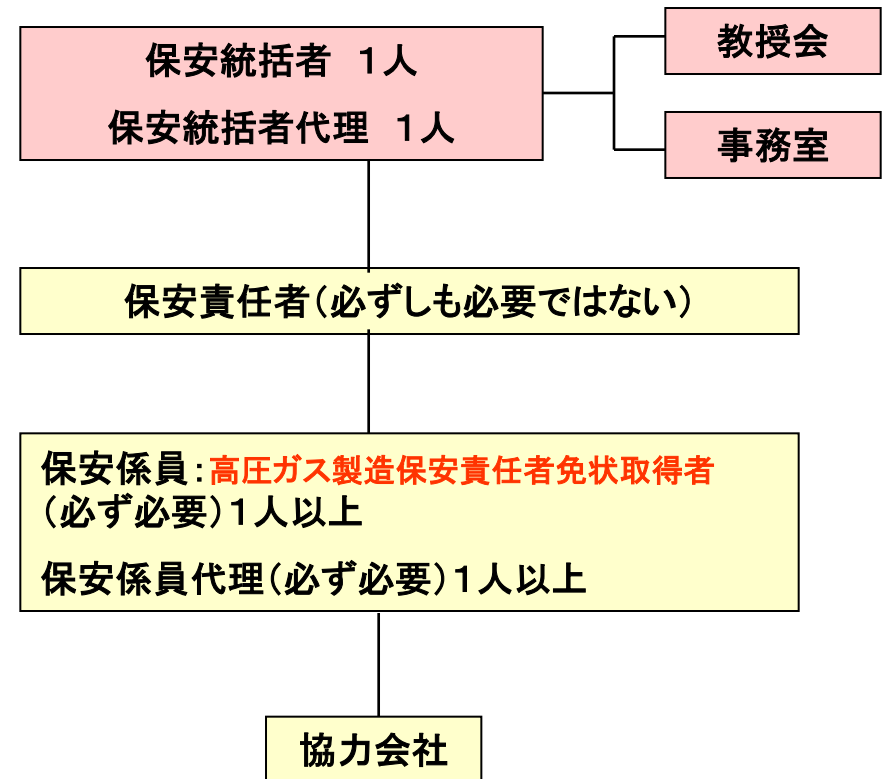 保安統括者　１人
保安統括者代理　１人
教授会
事務室
保安責任者（必ずしも必要ではない）
保安係員：高圧ガス製造保安責任者免状取得者
（必ず必要）１人以上
保安係員代理（必ず必要）１人以上
協力会社